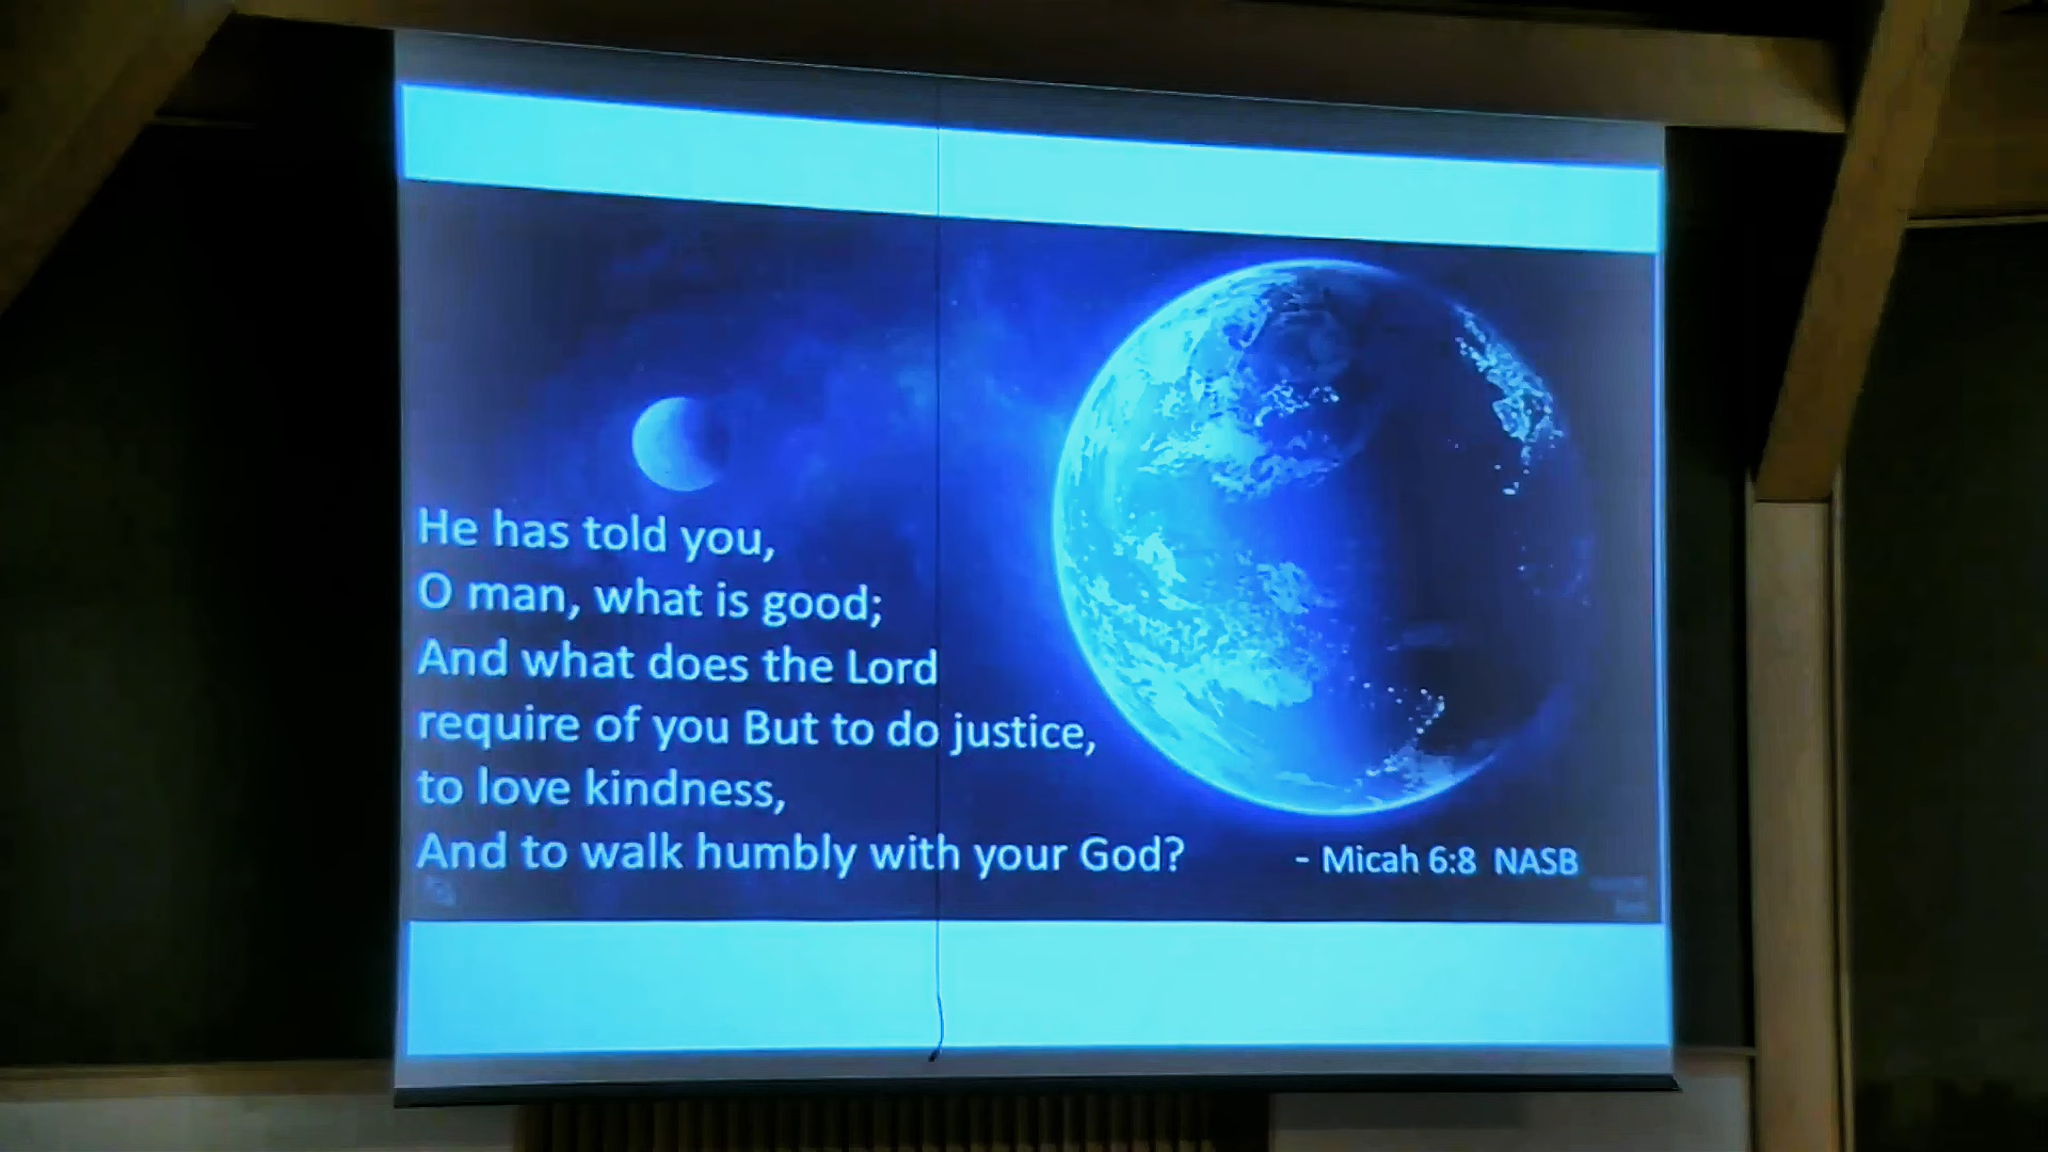 He has told you,
O man, what is good;
And what does the Lord
require of you But to do justice,
to love kindness,
And to walk humbly with your God?
- Micah 6:8 NASB